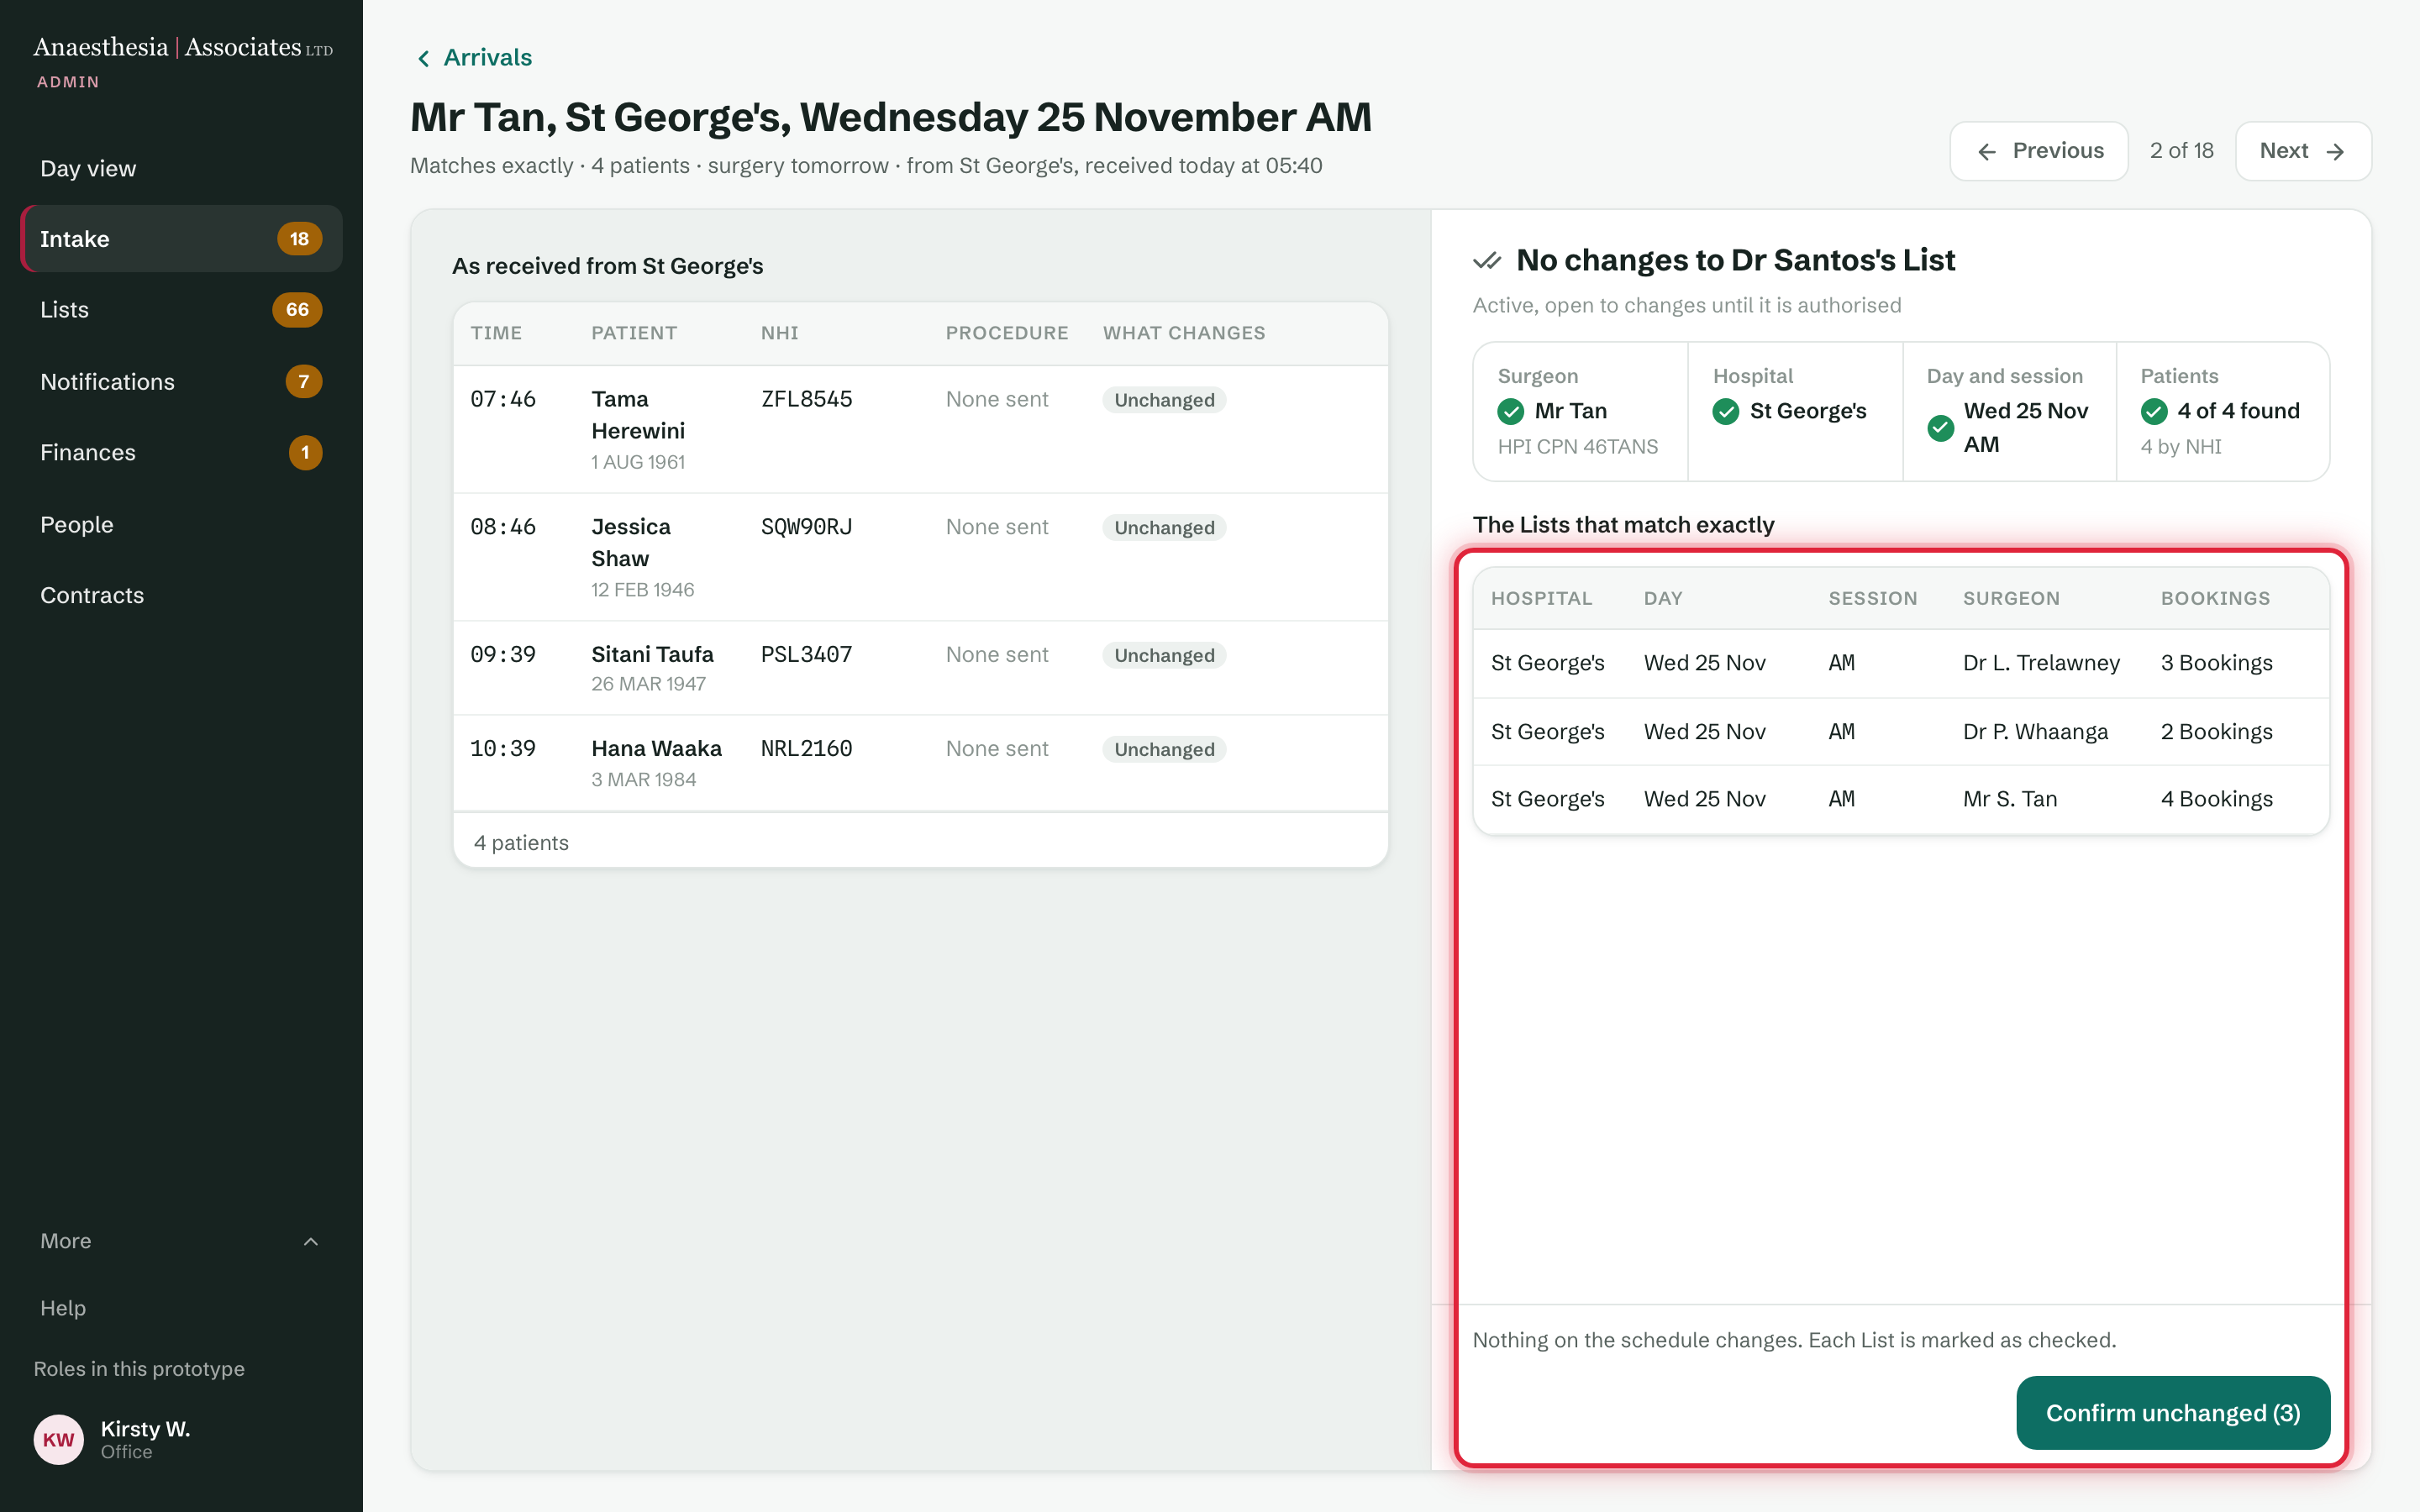 Anaesthesia | Associates LTD
ADMIN
Day view
Intake 18
Lists 66
Notifications 7
Finances 1
People
Contracts
More
Help
Roles in this prototype
KW
Kirsty W.
Office
Arrivals
Mr Tan, St George's, Wednesday 25 November AM
Matches exactly · 4 patients · surgery tomorrow · from St George's, received today at 05:40
Previous
2 of 18
Next
As received from St George's
TIME PATIENT NHI PROCEDURE WHAT CHANGES
07:46 Tama ZFL8545 None sent Unchanged
Herewini
1 AUG 1961
08:46 Jessica SQW90RJ None sent Unchanged
Shaw
12 FEB 1946
09:39 Sitani Taufa PSL3407 None sent Unchanged
26 MAR 1947
10:39 Hana Waaka NRL2160 None sent Unchanged
3 MAR 1984
4 patients
No changes to Dr Santos's List
Active, open to changes until it is authorised
Surgeon
Mr Tan
HPI CPN 46TANS
Hospital
St George's
Day and session
Wed 25 Nov
AM
Patients
4 of 4 found
4 by NHI
The Lists that match exactly
HOSPITAL DAY SESSION SURGEON BOOKINGS
St George's Wed 25 Nov AM Dr L. Trelawney 3 Bookings
St George's Wed 25 Nov AM Dr P. Whaanga 2 Bookings
St George's Wed 25 Nov AM Mr S. Tan 4 Bookings
Nothing on the schedule changes. Each List is marked as checked.
Confirm unchanged (3)